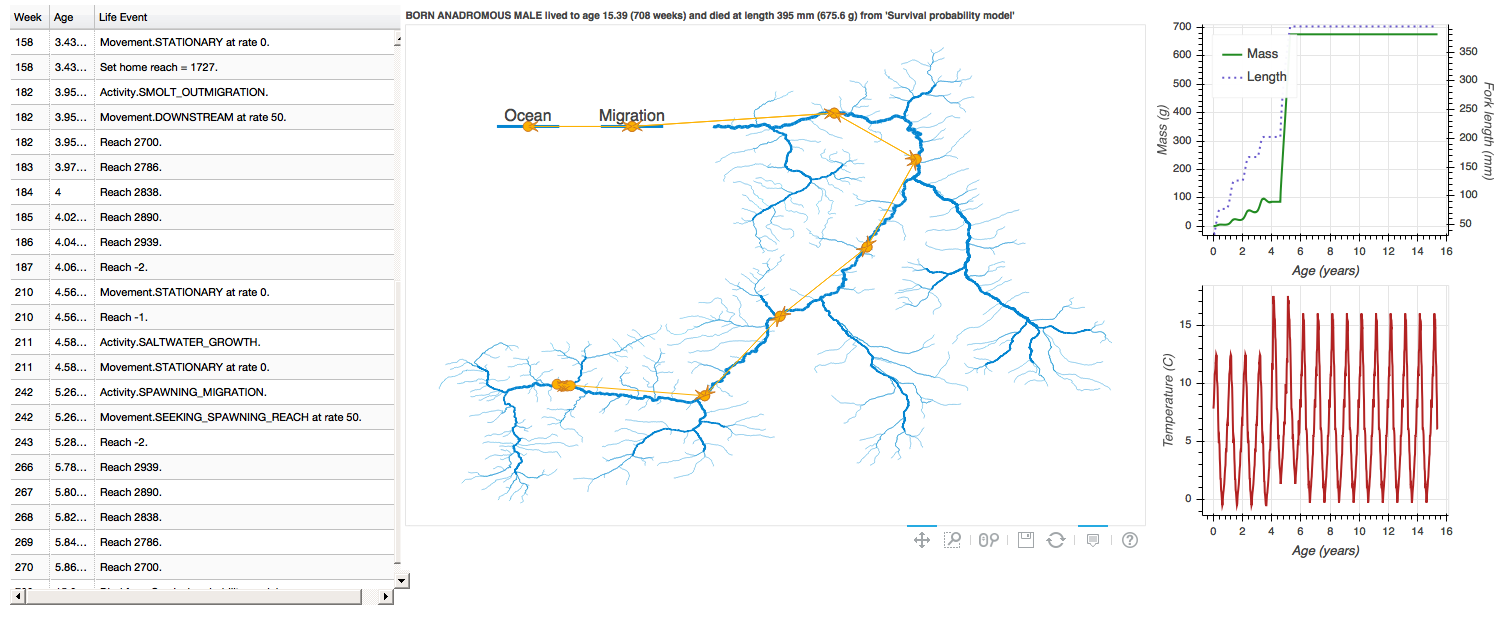 BORN ANADROMOUS MALE lived to age 15.39 (708 weeks) and died at length 395 mm (675.6 g) from 'Survival probability model'
Week Age Life Event
158 3.43... Movement.STATIONARY at rate 0.
158 3.43... Set home reach = 1727.
182 3.95... Activity.SMOLT_OUTMIGRATION.
182 3.95... Movement.DOWNSTREAM at rate 50.
182 3.95... Reach 2700.
183 3.97... Reach 2786.
184 4 Reach 2838.
185 4.02... Reach 2890.
186 4.04... Reach 2939.
187 4.06... Reach -2.
210 4.56... Movement.STATIONARY at rate 0.
210 4.56... Reach -1.
211 4.58... Activity.SALTWATER_GROWTH.
211 4.58... Movement.STATIONARY at rate 0.
242 5.26... Activity.SPAWNING_MIGRATION.
242 5.26... Movement.SEEKING_SPAWNING_REACH at rate 50.
243 5.28... Reach -2.
266 5.78... Reach 2939.
267 5.80... Reach 2890.
268 5.82... Reach 2838.
269 5.84... Reach 2786.
270 5.86... Reach 2700.
Ocean Migration
Mass
Length
700
600
500
400
300
200
100
0
Mass (g)
350
300
250
200
150
100
50
Fork length (mm)
0 2 4 6 8 10 12 14 16
Age (years)
15
10
5
0
Temperature (C)
0 2 4 6 8 10 12 14 16
Age (years)